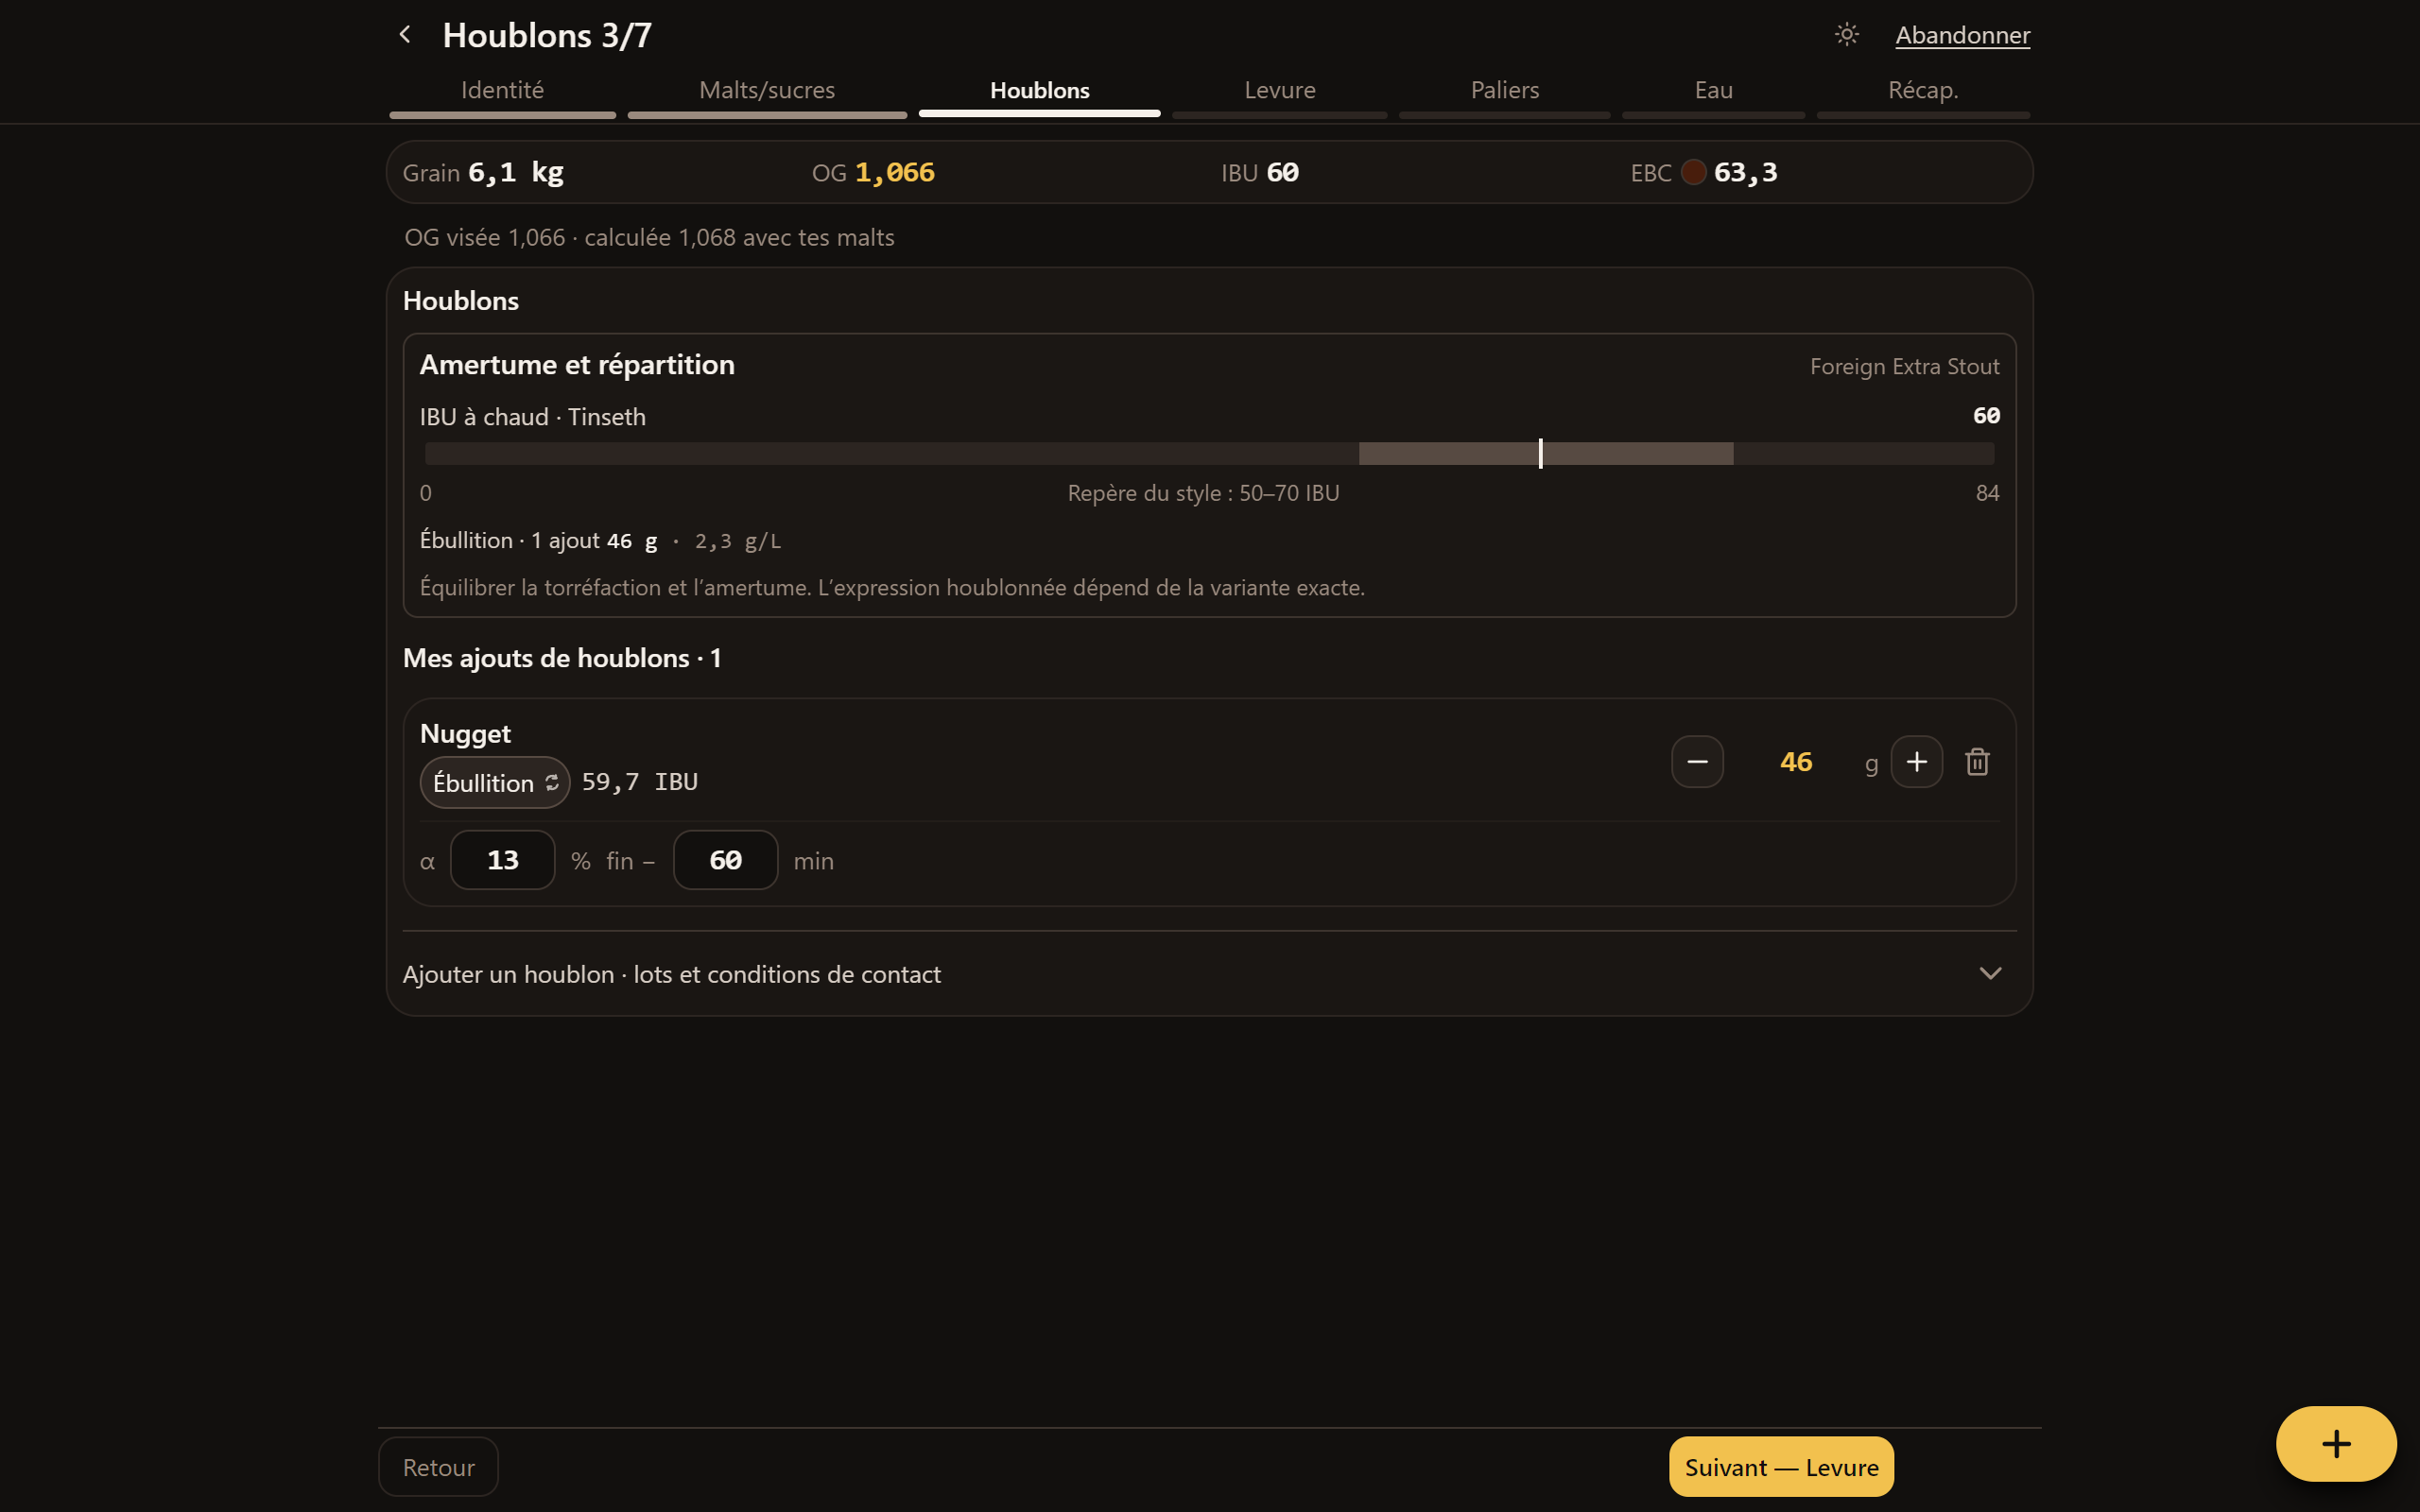 Houblons 3/7
Abandonner
Identité
Malts/sucres
Houblons
Levure
Paliers
Eau
Récap.
Grain 6,1 kg
OG 1,066
IBU 60
EBC 63,3
OG visée 1,066 · calculée 1,068 avec tes malts
Houblons
Amertume et répartition
Foreign Extra Stout
IBU à chaud · Tinseth
60
0
Repère du style : 50–70 IBU
84
Ébullition · 1 ajout 46 g · 2,3 g/L
Équilibrer la torréfaction et l’amertume. L’expression houblonnée dépend de la variante exacte.
Mes ajouts de houblons · 1
Nugget
Ébullition 59,7 IBU
46 g
α 13 % fin − 60 min
Ajouter un houblon · lots et conditions de contact
Retour
Suivant — Levure